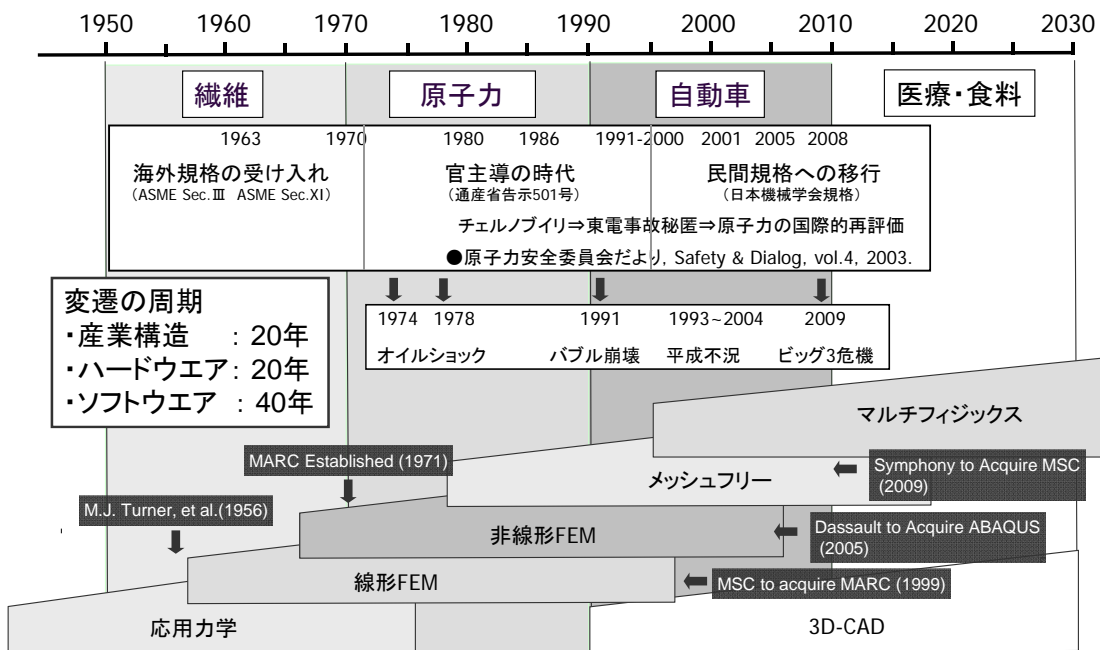 1950 1960 1970 1980 1990 2000 2010 2020 2030
繊維 原子力 自動車 医療・食料
1963 1970 1980 1986 1991-2000 2001 2005 2008
海外規格の受け入れ 官主導の時代 民間規格への移行
(ASME Sec.Ⅲ ASME Sec.XI) (通産省告示501号) (日本機械学会規格)
チェルノブイリ⇒東電事故秘匿⇒原子力の国際的再評価
●原子力安全委員会だより, Safety & Dialog, vol.4, 2003.
変遷の周期
・産業構造 : 20年
・ハードウエア: 20年
・ソフトウエア : 40年
1974 1978 1991 1993~2004 2009
オイルショック バブル崩壊 平成不況 ビッグ3危機
マルチフィジックス
MARC Established (1971)
メッシュフリー
Symphony to Acquire MSC
(2009)
M.J. Turner, et al.(1956)
非線形FEM
Dassault to Acquire ABAQUS
(2005)
線形FEM
MSC to acquire MARC (1999)
応用力学
3D-CAD